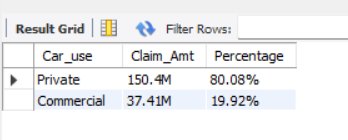 Result Grid Filter Rows:
Car_use Claim_Amt Percentage
Private 150.4M 80.08%
Commercial 37.41M 19.92%